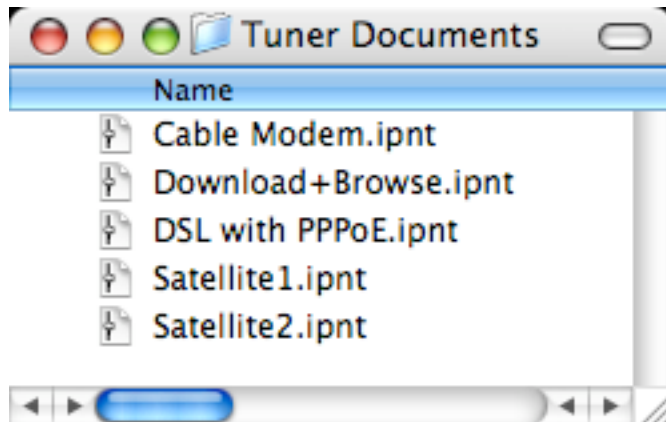 Tuner Documents
Name
Cable Modem.ipnt
Download+Browse.ipnt
DSL with PPPoE.ipnt
Satellite1.ipnt
Satellite2.ipnt